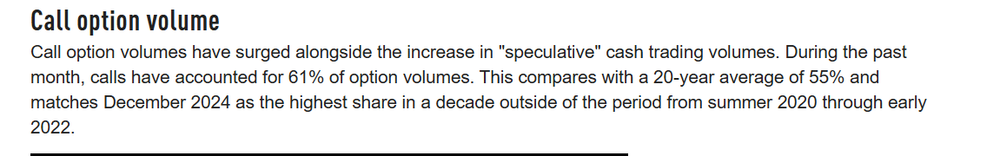 Call option volume
Call option volumes have surged alongside the increase in "speculative" cash trading volumes. During the past
month, calls have accounted for 61% of option volumes. This compares with a 20-year average of 55% and
matches December 2024 as the highest share in a decade outside of the period from summer 2020 through early
2022.